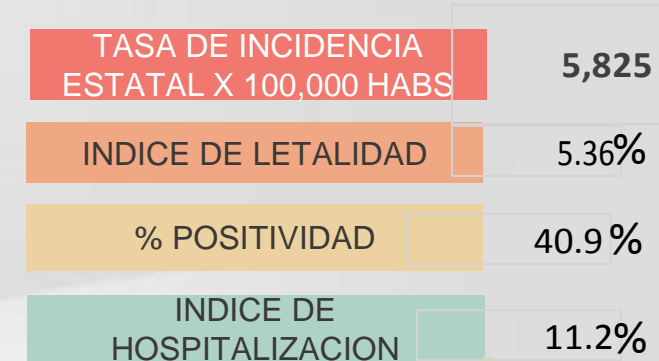 TASA DE INCIDENCIA
ESTATAL X 100,000 HABS
5,825
INDICE DE LETALIDAD
5.36%
% POSITIVIDAD
40.9 %
INDICE DE
HOSPITALIZACION
11.2%